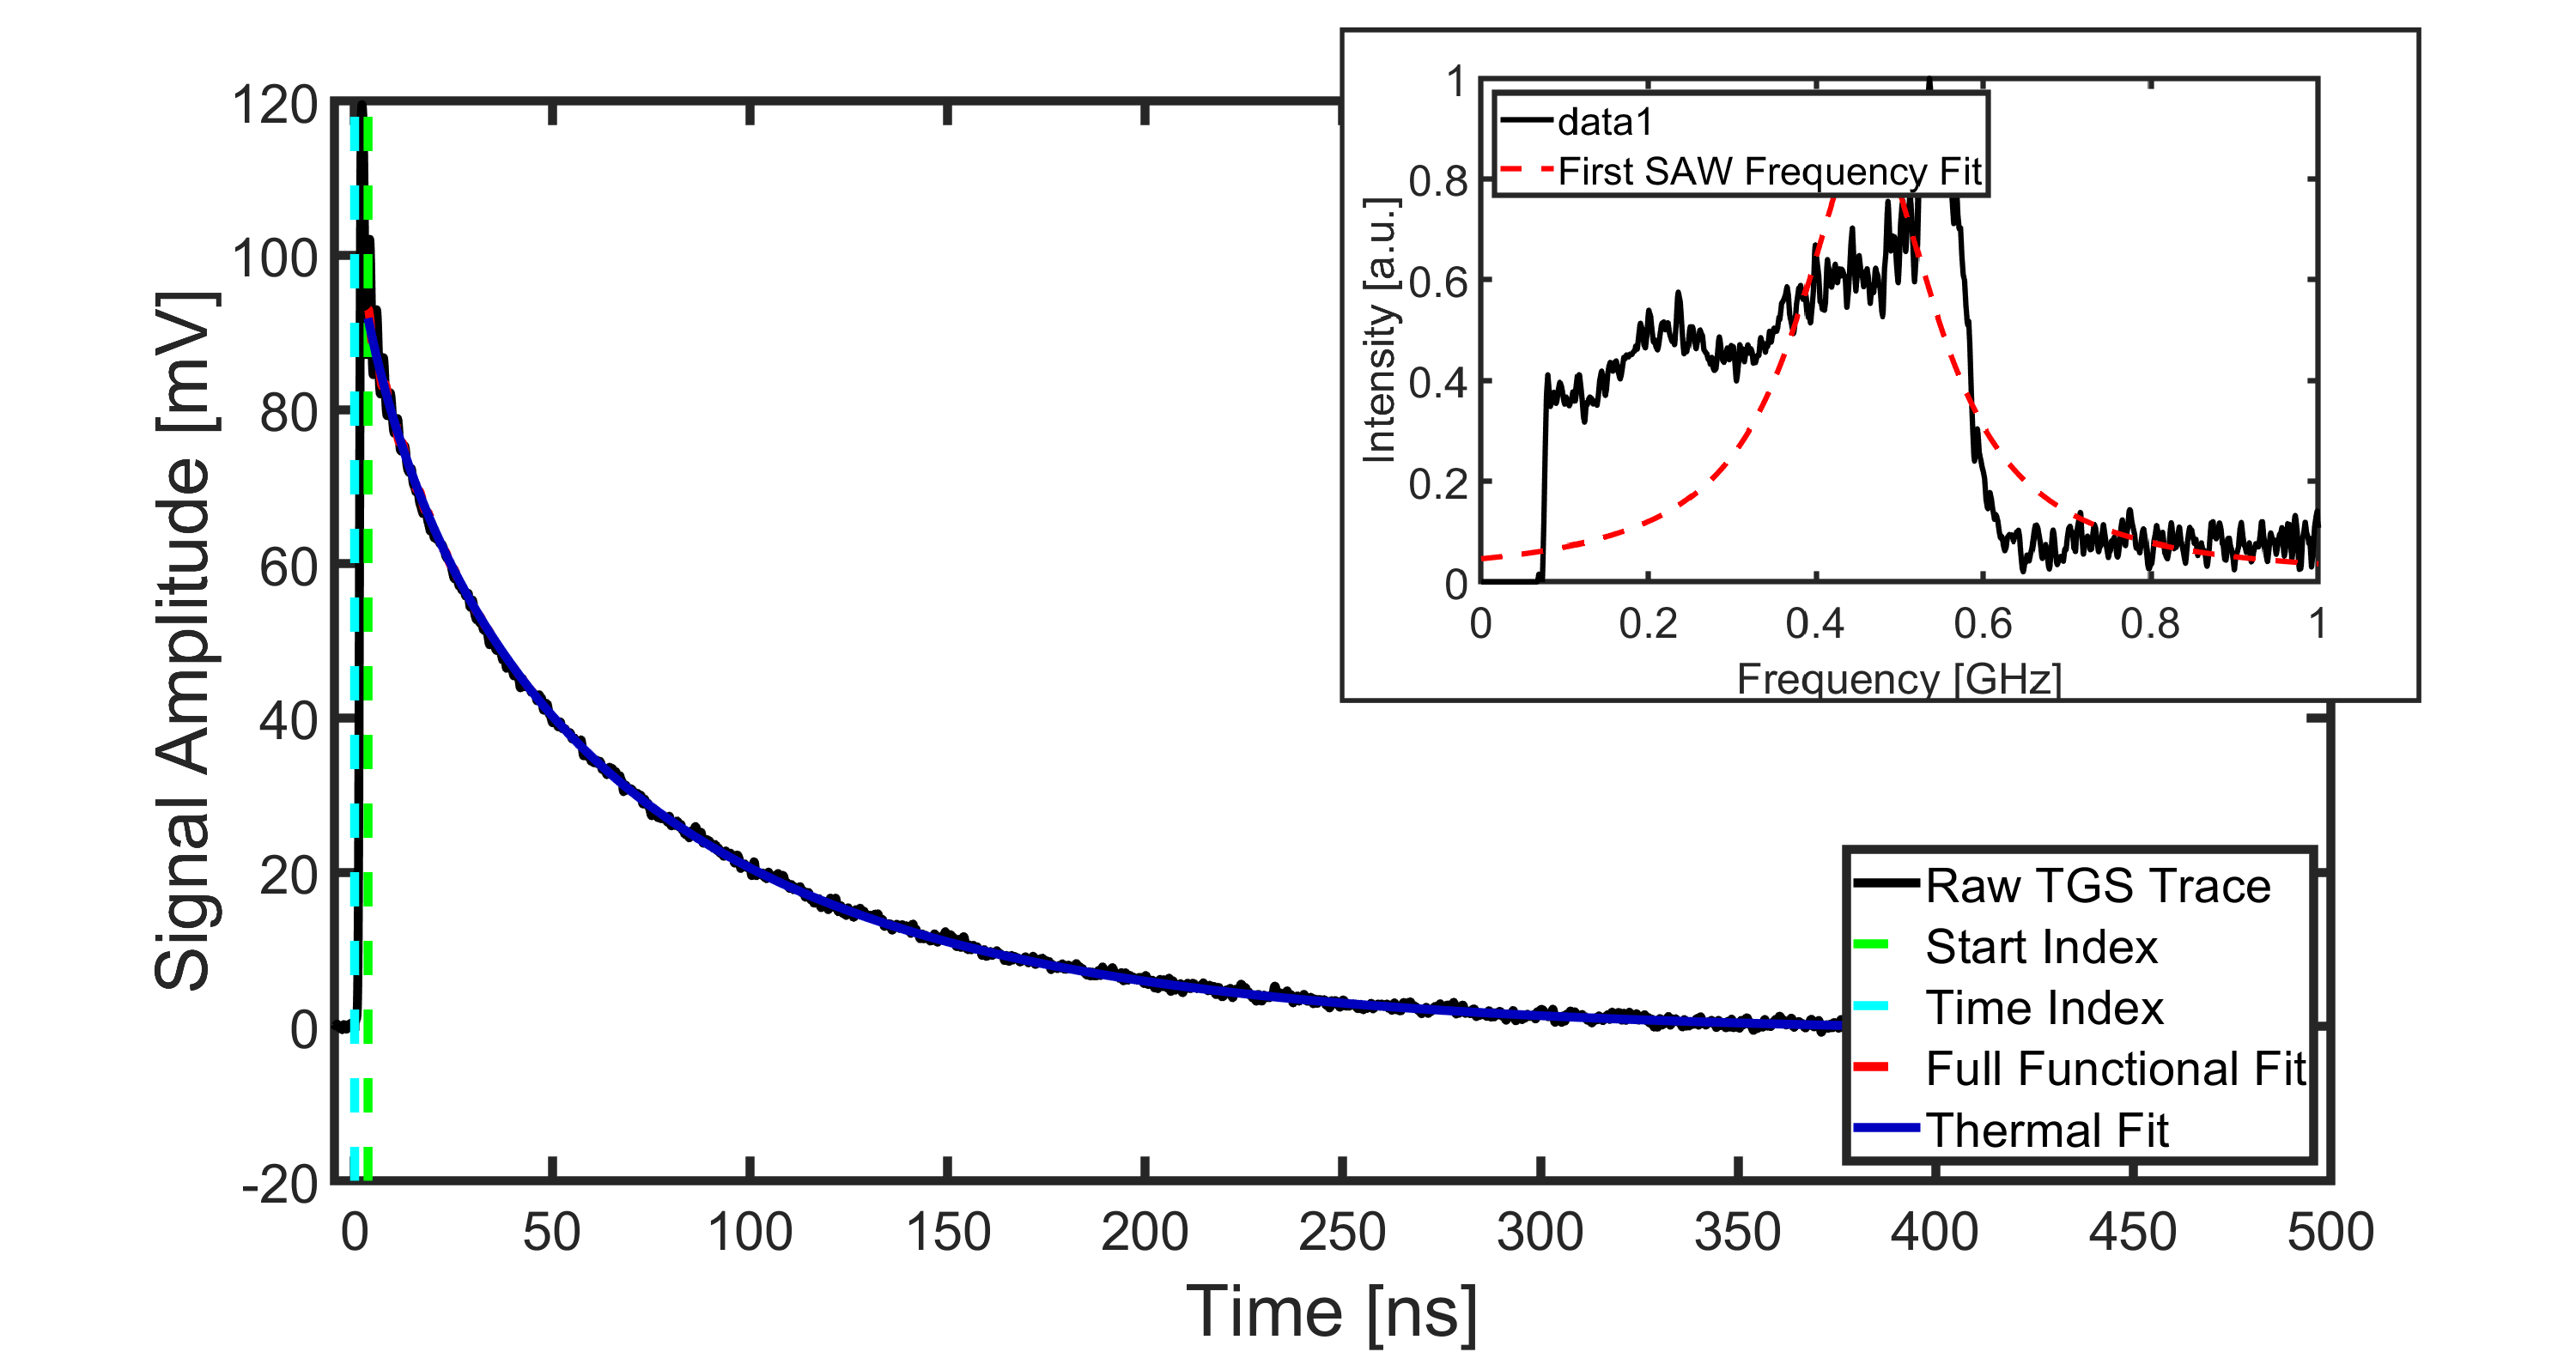 120
100
80
60
40
20
0
-20
Signal Amplitude [mV]
0 50 100 150 200 250 300 350 400 450 500
Time [ns]
1
0.8
0.6
0.4
0.2
0
Intensity [a.u.]
data1
First SAW Frequency Fit
0 0.2 0.4 0.6 0.8 1
Frequency [GHz]
Raw TGS Trace
Start Index
Time Index
Full Functional Fit
Thermal Fit